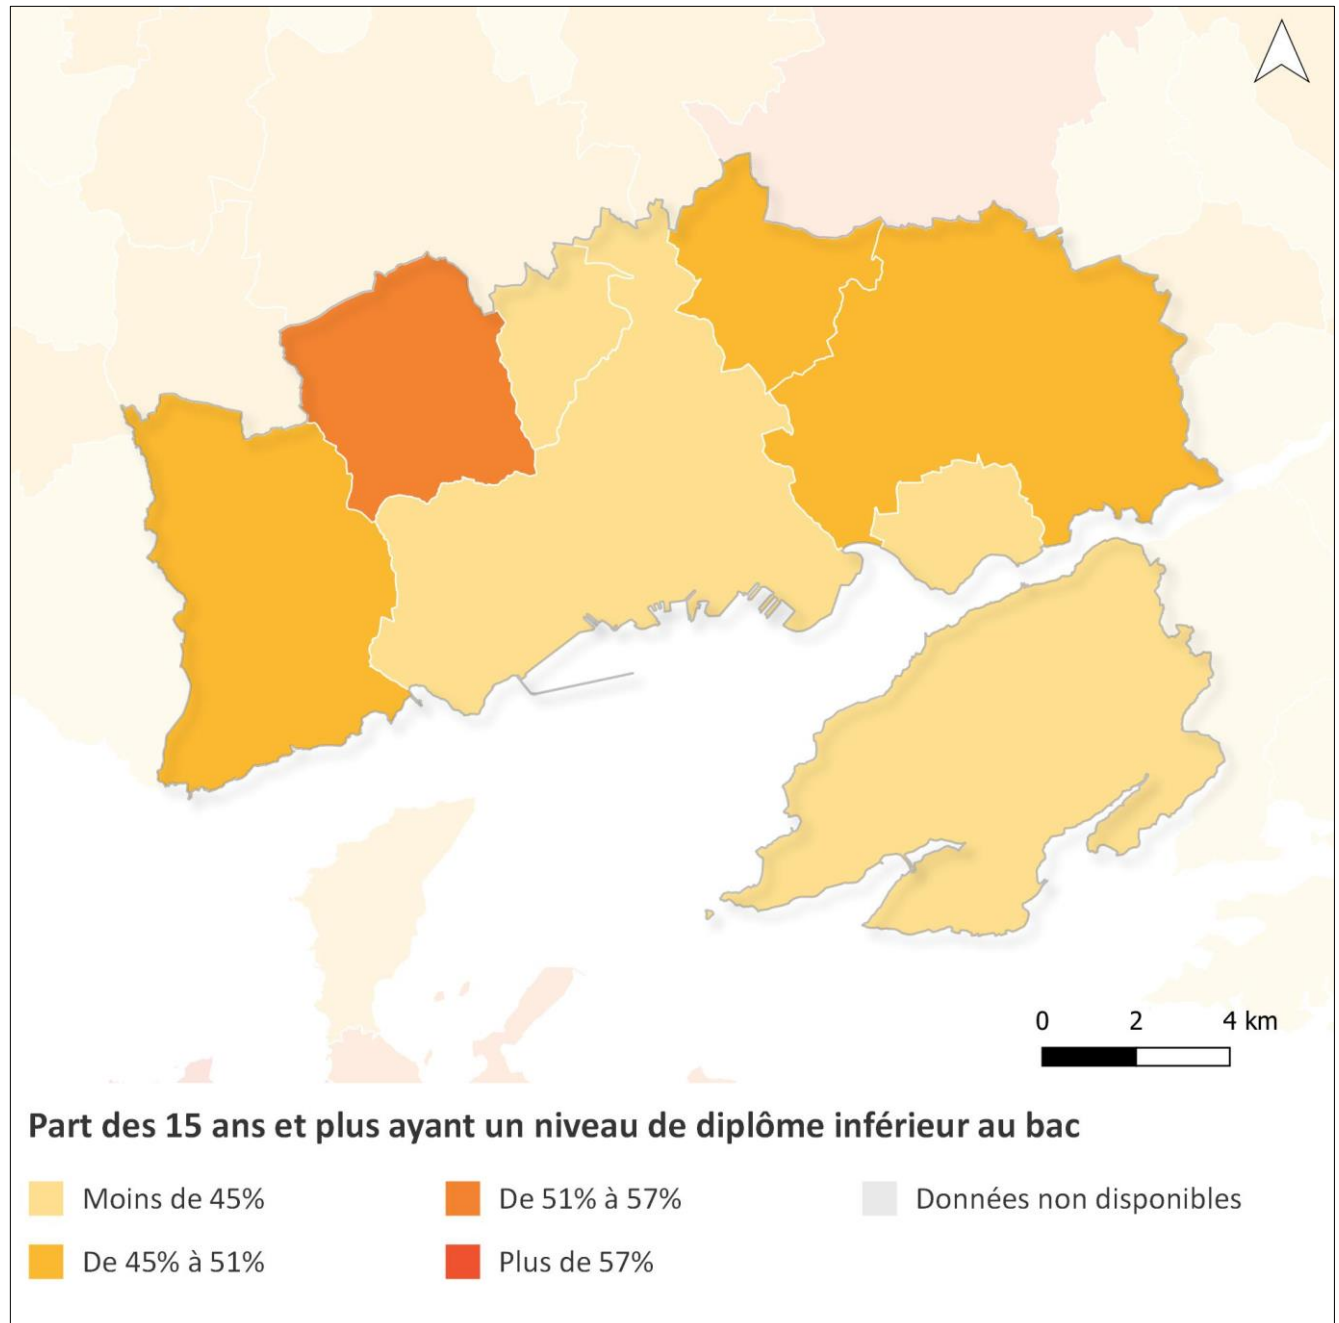 0 2 4 km
Part des 15 ans et plus ayant un niveau de diplôme inférieur au bac
Moins de 45% De 51% à 57% Données non disponibles
De 45% à 51% Plus de 57%